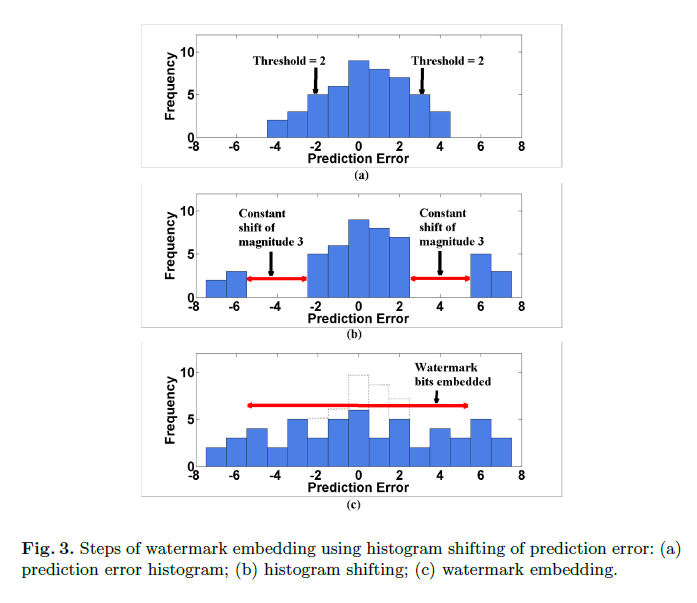 10
5
0
Frequency
Threshold = 2
Threshold = 2
-8 -6 -4 -2 0 2 4 6 8
Prediction Error
(a)
10
5
0
Frequency
Constant
shift of
magnitude 3
Constant
shift of
magnitude 3
-8 -6 -4 -2 0 2 4 6 8
Prediction Error
(b)
10
5
0
Frequency
Watermark
bits embedded
-8 -6 -4 -2 0 2 4 6 8
Prediction Error
(c)
Fig. 3. Steps of watermark embedding using histogram shifting of prediction error: (a)
prediction error histogram; (b) histogram shifting; (c) watermark embedding.